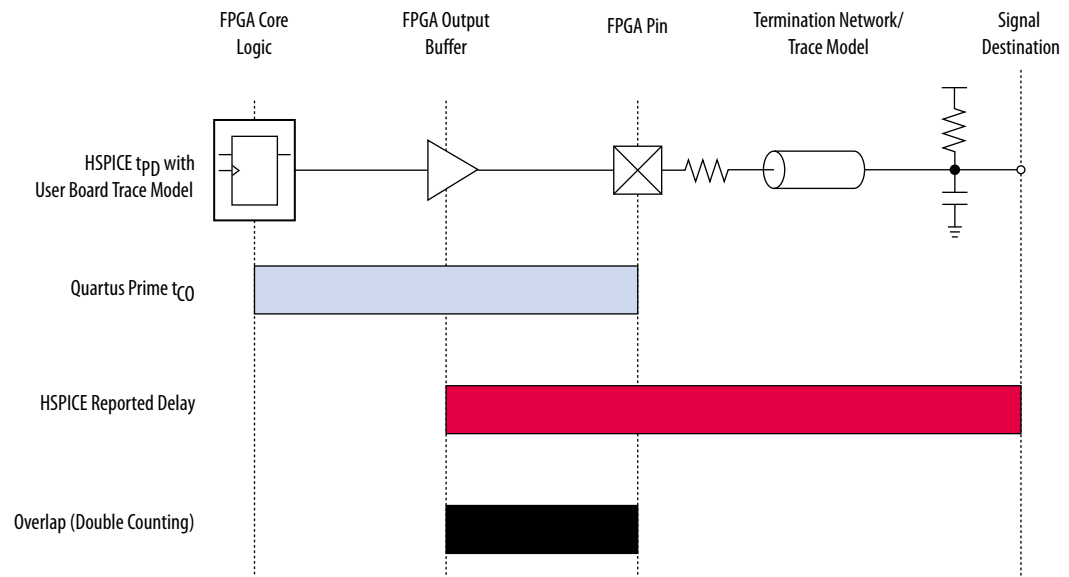 FPGA Core
Logic
FPGA Output
Buffer
FPGA Pin
Termination Network/
Trace Model
Signal
Destination
HSPICE tPD with
User Board Trace Model
Quartus Prime tCO
HSPICE Reported Delay
Overlap (Double Counting)